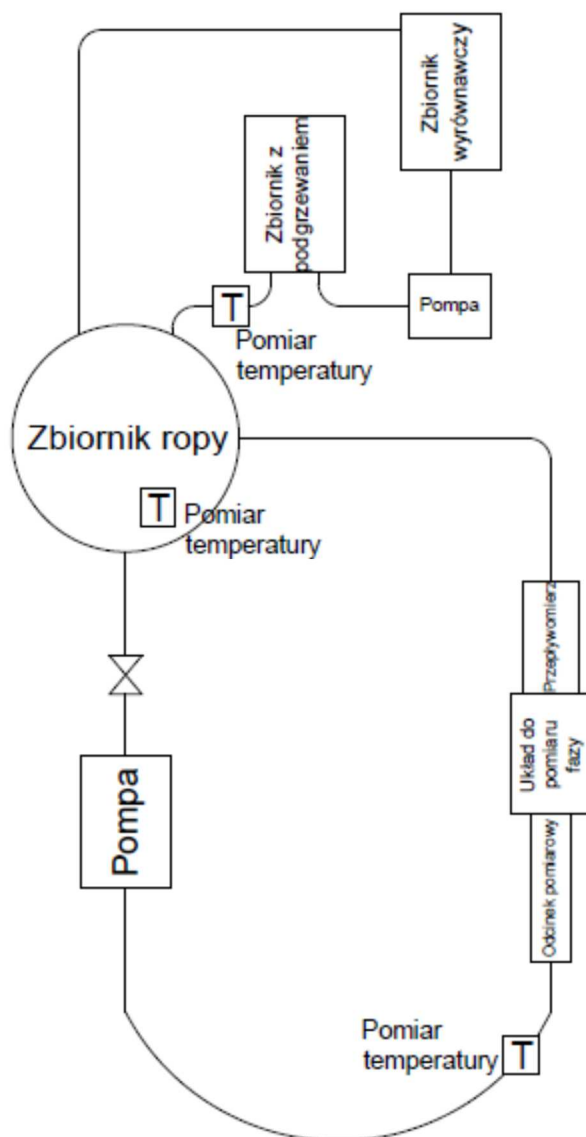 Zbiornik
wyrównawczy
Zbiornik z
podgrzewaniem
Pompa
T
Pomiar
temperatury
Zbiornik ropy
T
Pomiar
temperatury
Przepływomierz
Układ do
pomiaru
fazy
Pompa
Odcinek pomiarowy
Pomiar
temperatury
T